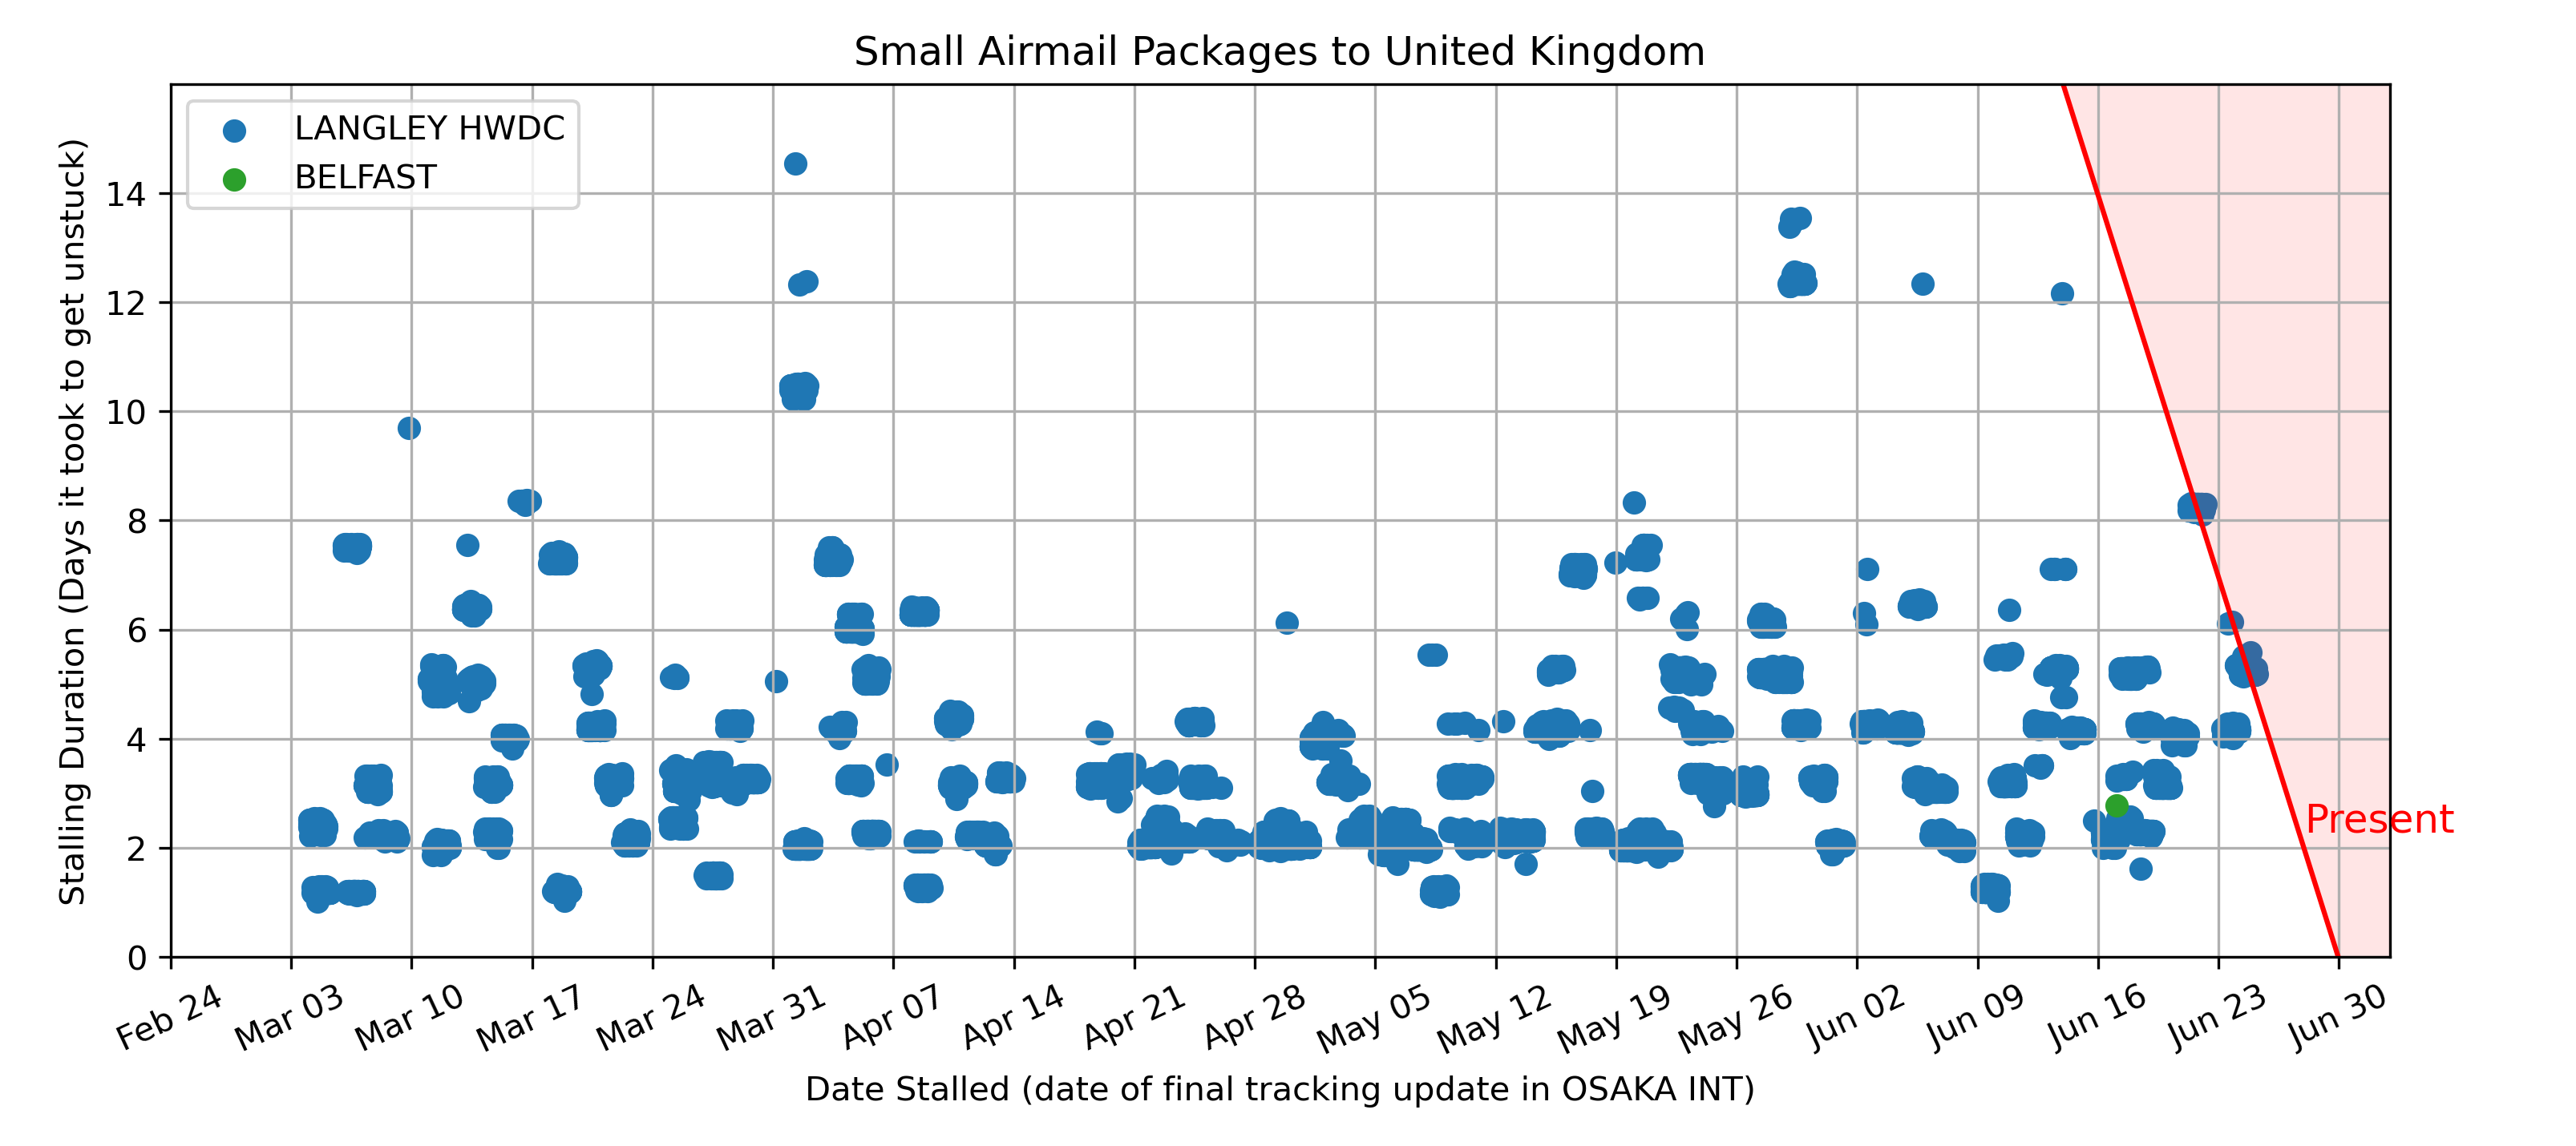 Small Airmail Packages to United Kingdom
LANGLEY HWDC
BELFAST
Stalling Duration (Days it took to get unstuck)
14
12
10
8
6
4
2
0
Present
Feb 24
Mar 03
Mar 10
Mar 17
Mar 24
Mar 31
Apr 07
Apr 14
Apr 21
Apr 28
May 05
May 12
May 19
May 26
Jun 02
Jun 09
Jun 16
Jun 23
Jun 30
Date Stalled (date of final tracking update in OSAKA INT)